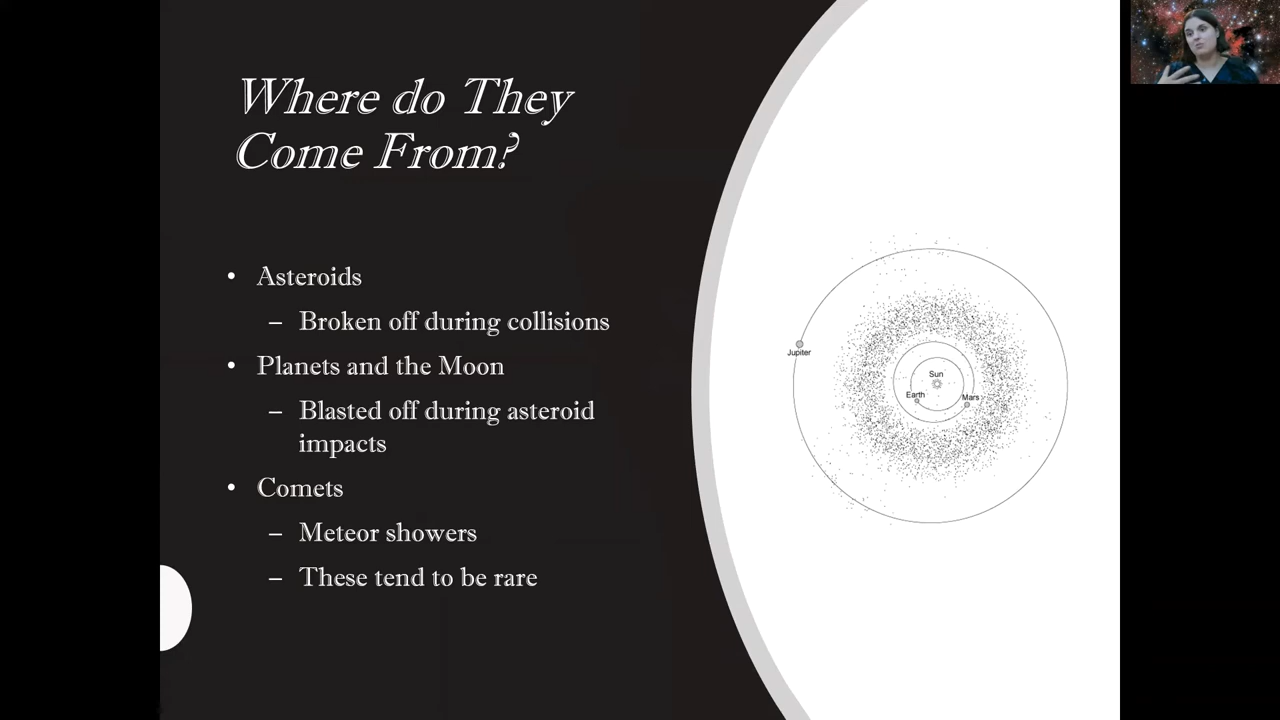 Where do They
Come From?
• Asteroids
– Broken off during collisions
• Planets and the Moon
– Blasted off during asteroid
impacts
• Comets
– Meteor showers
– These tend to be rare
Jupiter
Sun
Earth
Mars